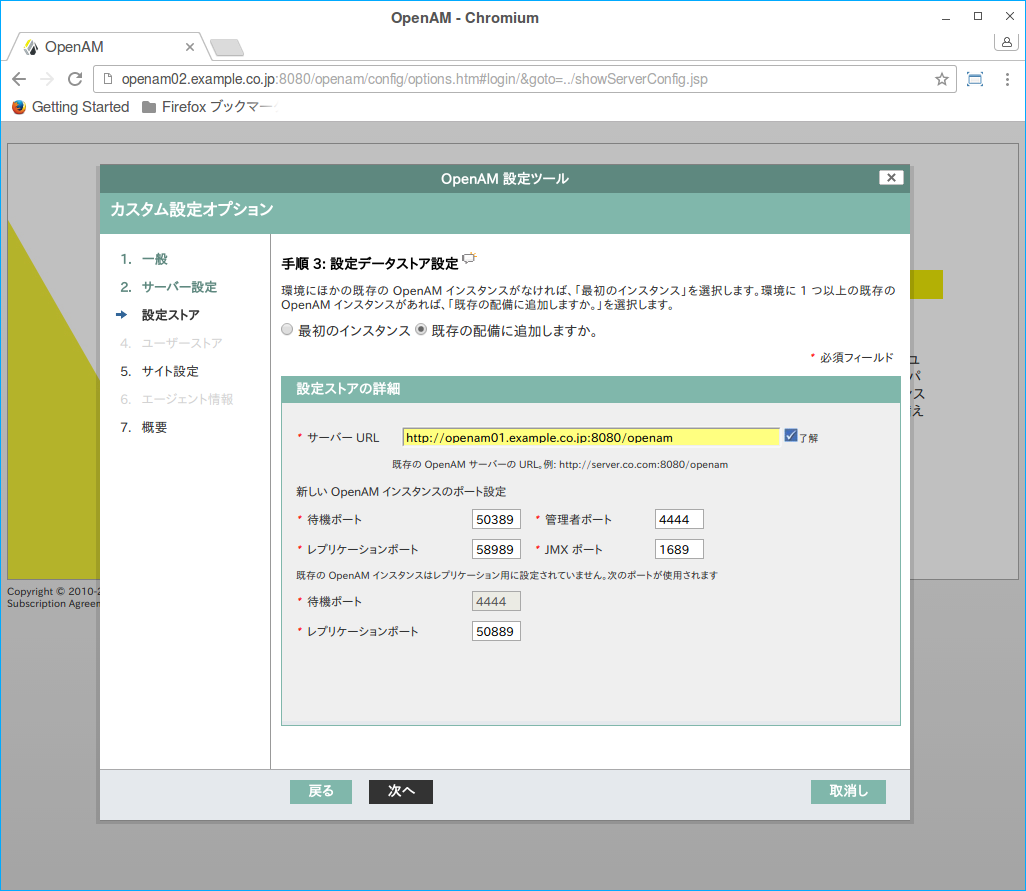 OpenAM - Chromium
OpenAM
openam02.example.co.jp:8080/openam/config/options.htm#login/&goto=../showServerConfig.jsp
Getting Started Firefox ブックマー
OpenAM 設定ツール
カスタム設定オプション
1. 一般
2. サーバー設定
設定ストア
4. ユーザーストア
5. サイト設定
6. エージェント情報
7. 概要
手順 3: 設定データストア設定
環境にほかの既存の OpenAM インスタンスがなければ、「最初のインスタンス」を選択します。環境に 1 つ以上の既存の
OpenAM インスタンスがあれば、「既存の配備に追加しますか。」を選択します。
最初のインスタンス 既存の配備に追加しますか。
* 必須フィールド
設定ストアの詳細
* サーバー URL http://openam01.example.co.jp:8080/openam 了解
既存の OpenAM サーバーの URL。例: http://server.co.com:8080/openam
新しい OpenAM インスタンスのポート設定
* 待機ポート 50389 * 管理者ポート 4444
* レプリケーションポート 58989 * JMX ポート 1689
既存の OpenAM インスタンスはレプリケーション用に設定されていません。次のポートが使用されます
* 待機ポート 4444
* レプリケーションポート 50889
戻る 次へ 取消し
Copyright © 2010-2
Subscription Agreem
ュ
パ
ス
え